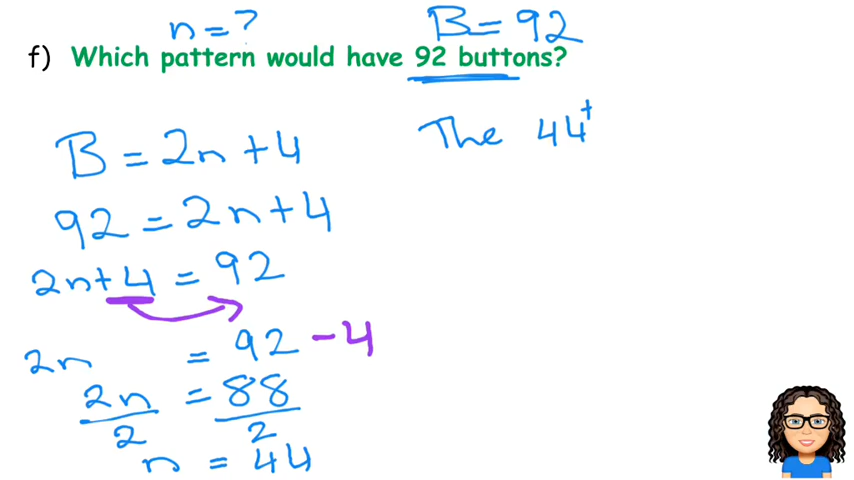 n = ?
B = 92
f) Which pattern would have 92 buttons?
B = 2n + 4
The 44t
92 = 2n + 4
2n + 4 = 92
2n = 92 - 4
2n = 88
2 2
n = 44